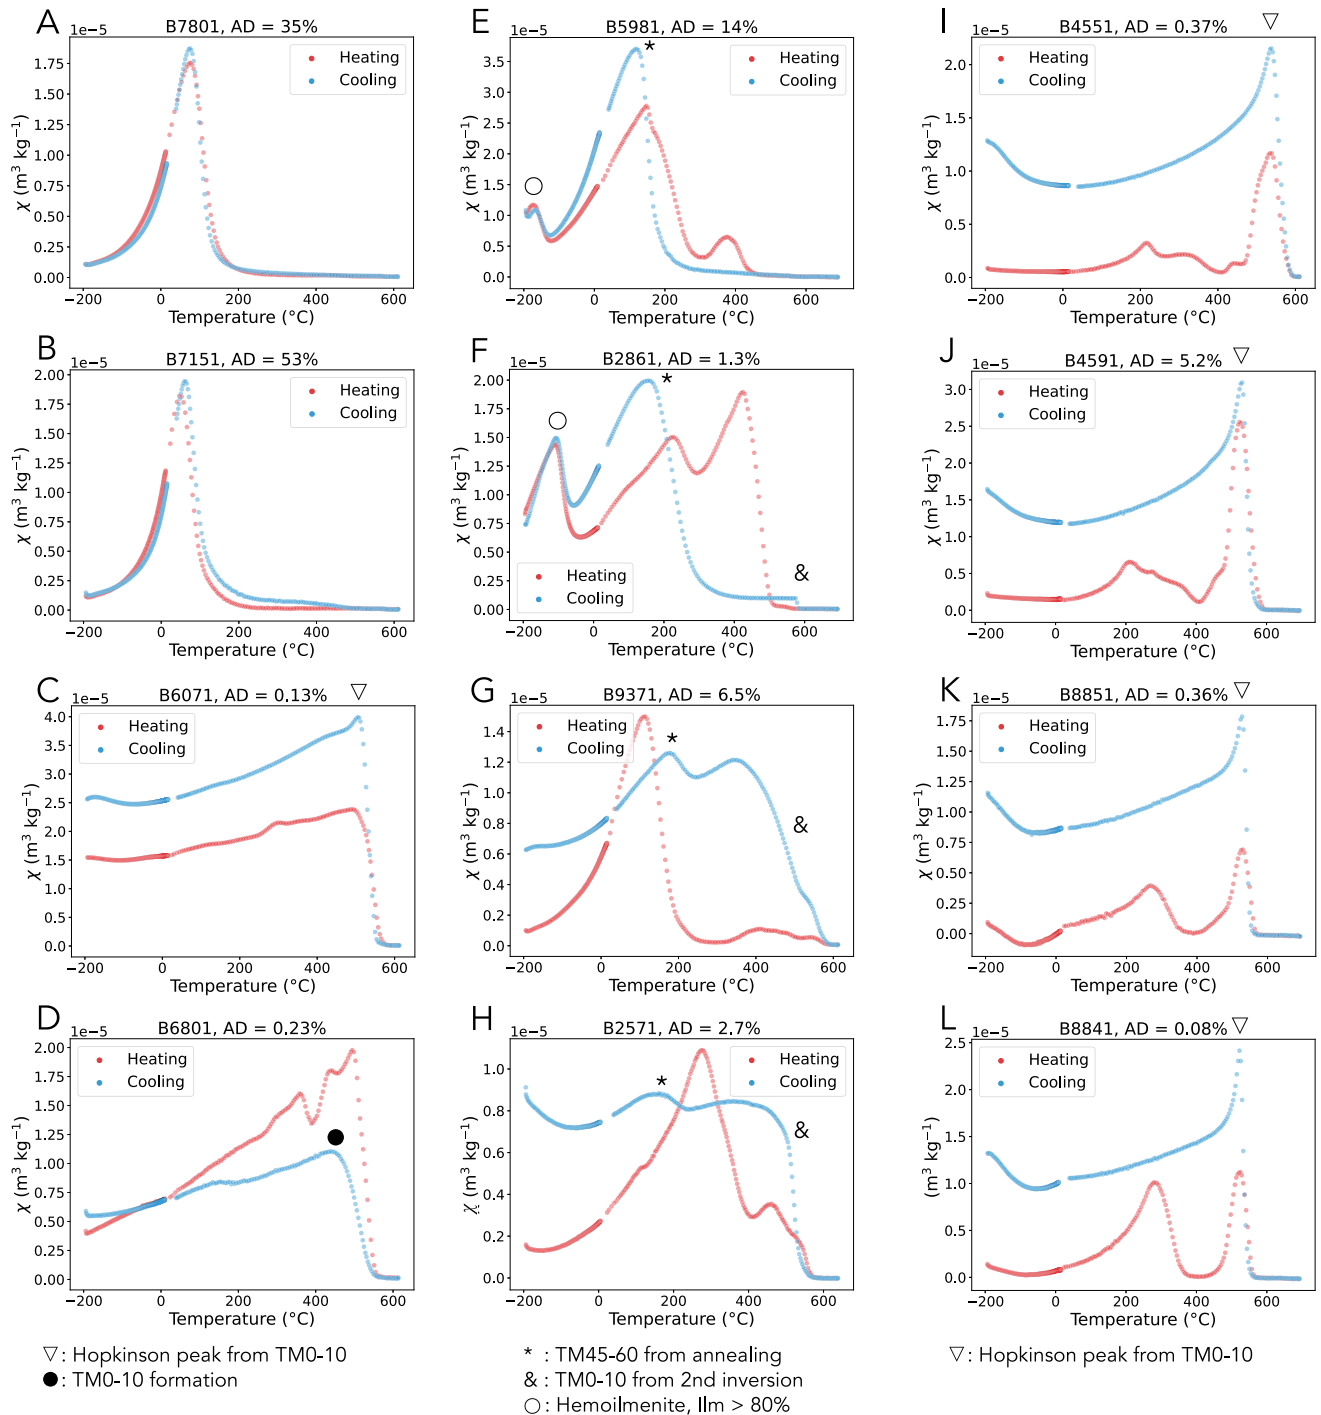 A
B7801, AD = 35%
1e−5
Heating
Cooling
χ (m³ kg⁻¹)
1.75
1.50
1.25
1.00
0.75
0.50
0.25
0.00
−200 0 200 400 600
Temperature (°C)
B
B7151, AD = 53%
1e−5
Heating
Cooling
χ (m³ kg⁻¹)
2.00
1.75
1.50
1.25
1.00
0.75
0.50
0.25
0.00
−200 0 200 400 600
Temperature (°C)
C
B6071, AD = 0.13% ▽
1e−5
Heating
Cooling
χ (m³ kg⁻¹)
4.0
3.5
3.0
2.5
2.0
1.5
1.0
0.5
0.0
−200 0 200 400 600
Temperature (°C)
D
B6801, AD = 0.23%
1e−5
Heating
Cooling
χ (m³ kg⁻¹)
2.00
1.75
1.50
1.25
1.00
0.75
0.50
0.25
0.00
−200 0 200 400 600
Temperature (°C)
▽: Hopkinson peak from TM0-10
●: TM0-10 formation
E
B5981, AD = 14%
1e−5
*
Heating
Cooling
χ (m³ kg⁻¹)
3.5
3.0
2.5
2.0
1.5
1.0
0.5
0.0
−200 0 200 400 600
Temperature (°C)
F
B2861, AD = 1.3%
1e−5
*
&
Heating
Cooling
χ (m³ kg⁻¹)
2.00
1.75
1.50
1.25
1.00
0.75
0.50
0.25
0.00
−200 0 200 400 600
Temperature (°C)
G
B9371, AD = 6.5%
1e−5
Heating
Cooling
*
&
χ (m³ kg⁻¹)
1.4
1.2
1.0
0.8
0.6
0.4
0.2
0.0
−200 0 200 400 600
Temperature (°C)
H
B2571, AD = 2.7%
1e−5
Heating
Cooling
*
&
χ (m³ kg⁻¹)
1.0
0.8
0.6
0.4
0.2
0.0
−200 0 200 400 600
Temperature (°C)
* : TM45-60 from annealing
& : TM0-10 from 2nd inversion
○ : Hemoilmenite, Ilm > 80%
I
B4551, AD = 0.37% ▽
1e−5
Heating
Cooling
χ (m³ kg⁻¹)
2.0
1.5
1.0
0.5
0.0
−200 0 200 400 600
Temperature (°C)
J
B4591, AD = 5.2% ▽
1e−5
Heating
Cooling
χ (m³ kg⁻¹)
3.0
2.5
2.0
1.5
1.0
0.5
0.0
−200 0 200 400 600
Temperature (°C)
K
B8851, AD = 0.36% ▽
1e−5
Heating
Cooling
χ (m³ kg⁻¹)
1.75
1.50
1.25
1.00
0.75
0.50
0.25
0.00
−200 0 200 400 600
Temperature (°C)
L
B8841, AD = 0.08% ▽
1e−5
Heating
Cooling
(m³ kg⁻¹)
2.5
2.0
1.5
1.0
0.5
0.0
−200 0 200 400 600
Temperature (°C)
▽: Hopkinson peak from TM0-10